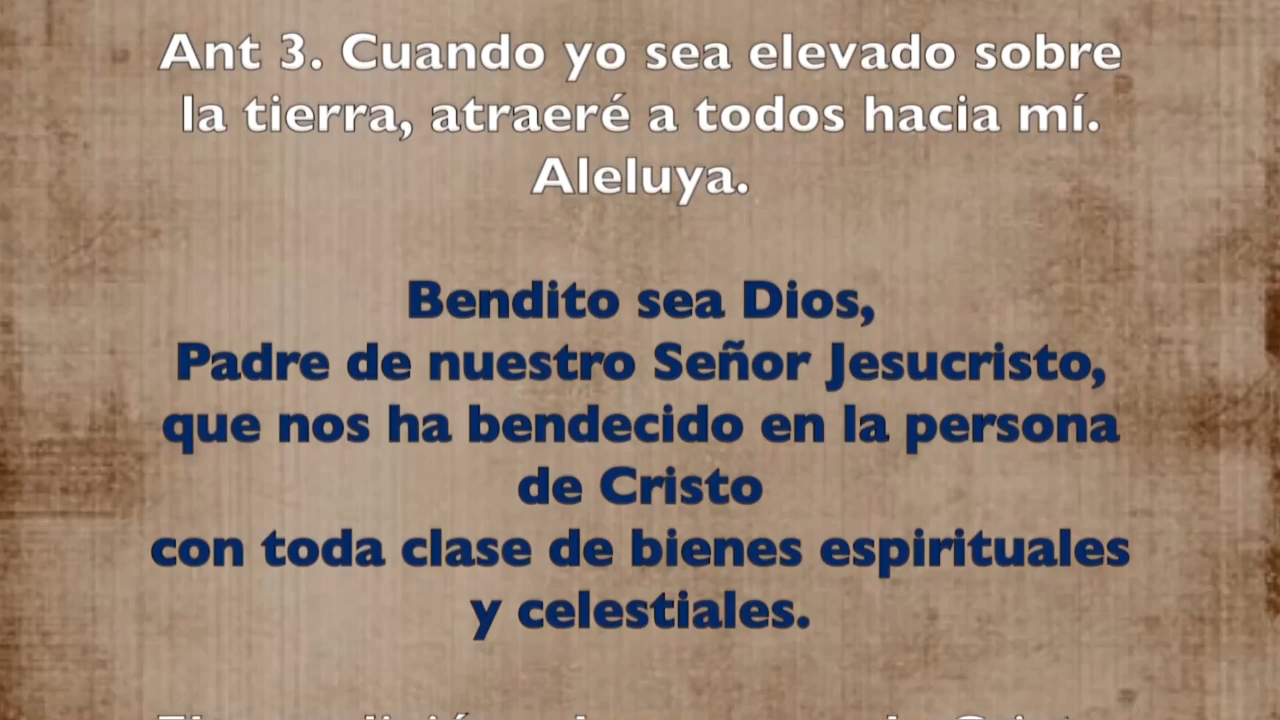 Ant 3. Cuando yo sea elevado sobre
la tierra, atraeré a todos hacia mí.
Aleluya.
Bendito sea Dios,
Padre de nuestro Señor Jesucristo,
que nos ha bendecido en la persona
de Cristo
con toda clase de bienes espirituales
y celestiales.